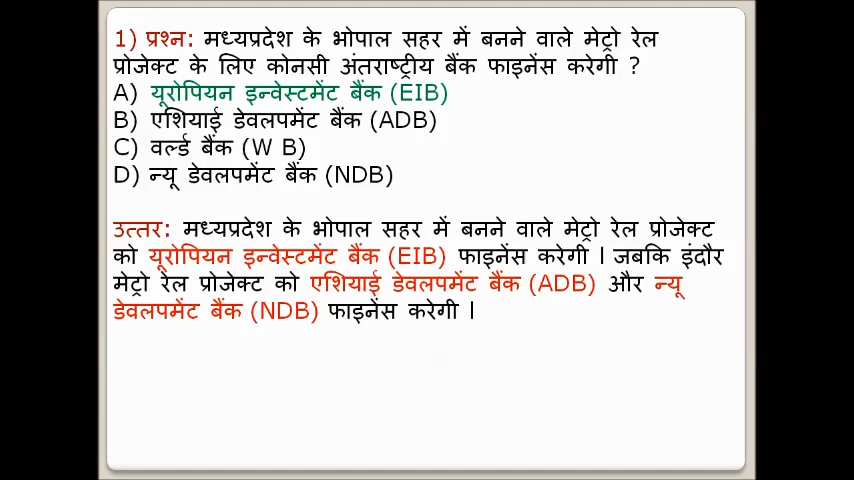 1) प्रश्न: मध्यप्रदेश के भोपाल सहर में बनने वाले मेट्रो रेल
प्रोजेक्ट के लिए कोनसी अंतराष्ट्रीय बैंक फाइनेंस करेगी ?
A) यूरोपियन इन्वेस्टमेंट बैंक (EIB)
B) एशियाई डेवलपमेंट बैंक (ADB)
C) वर्ल्ड बैंक (W B)
D) न्यू डेवलपमेंट बैंक (NDB)
उत्तर: मध्यप्रदेश के भोपाल सहर में बनने वाले मेट्रो रेल प्रोजेक्ट
को यूरोपियन इन्वेस्टमेंट बैंक (EIB) फाइनेंस करेगी | जबकि इंदौर
मेट्रो रेल प्रोजेक्ट को एशियाई डेवलपमेंट बैंक (ADB) और न्यू
डेवलपमेंट बैंक (NDB) फाइनेंस करेगी |